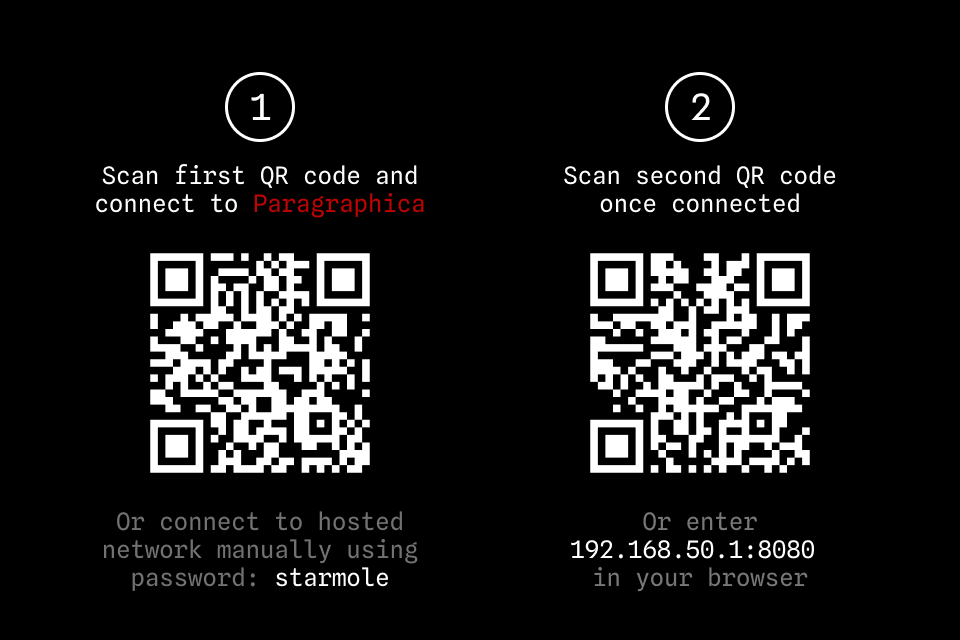 1
Scan first QR code and
connect to Paragraphica
Or connect to hosted
network manually using
password: starmole
2
Scan second QR code
once connected
Or enter
192.168.50.1:8080
in your browser